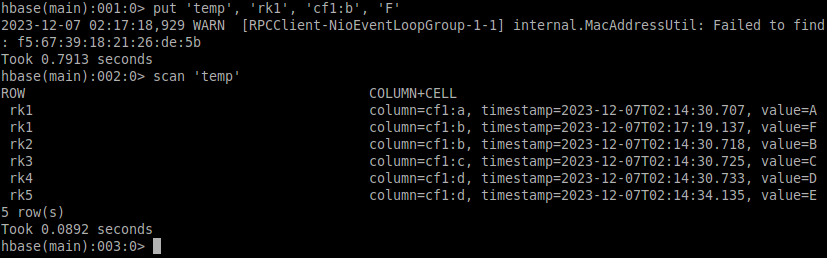 hbase(main):001:0> put 'temp', 'rk1', 'cf1:b', 'F'
2023-12-07 02:17:18,929 WARN  [RPCClient-NioEventLoopGroup-1-1] internal.MacAddressUtil: Failed to find
: f5:67:39:18:21:26:de:5b
Took 0.7913 seconds
hbase(main):002:0> scan 'temp'
ROW COLUMN+CELL
rk1 column=cf1:a, timestamp=2023-12-07T02:14:30.707, value=A
rk1 column=cf1:b, timestamp=2023-12-07T02:17:19.137, value=F
rk2 column=cf1:b, timestamp=2023-12-07T02:14:30.718, value=B
rk3 column=cf1:c, timestamp=2023-12-07T02:14:30.725, value=C
rk4 column=cf1:d, timestamp=2023-12-07T02:14:30.733, value=D
rk5 column=cf1:d, timestamp=2023-12-07T02:14:34.135, value=E
5 row(s)
Took 0.0892 seconds
hbase(main):003:0>